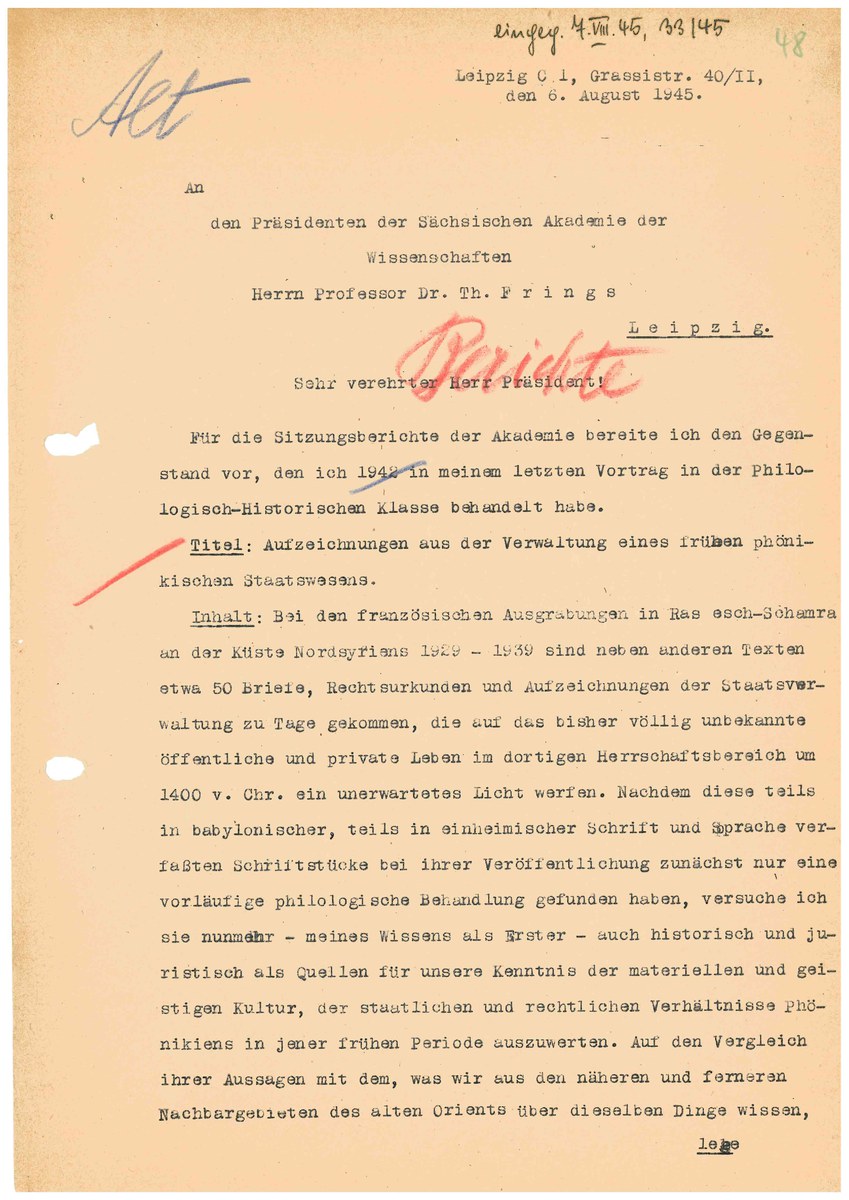 eingeg. 7.VIII.45, 33/45
48
Alt
Leipzig C 1, Grassistr. 40/II,
den 6. August 1945.
An
den Präsidenten der Sächsischen Akademie der
Wissenschaften
Herrn Professor Dr. Th. F r i n g s
L e i p z i g.
Berichte
Sehr verehrter Herr Präsident!
Für die Sitzungsberichte der Akademie bereite ich den Gegen-
stand vor, den ich 1942 in meinem letzten Vortrag in der Philo-
logisch-Historischen Klasse behandelt habe.
Titel: Aufzeichnungen aus der Verwaltung eines frühen phöni-
kischen Staatswesens.
Inhalt: Bei den französischen Ausgrabungen in Ras esch-Schamra
an der Küste Nordsyriens 1929 - 1939 sind neben anderen Texten
etwa 50 Briefe, Rechtsurkunden und Aufzeichnungen der Staatsver-
waltung zu Tage gekommen, die auf das bisher völlig unbekannte
öffentliche und private Leben im dortigen Herrschaftsbereich um
1400 v. Chr. ein unerwartetes Licht werfen. Nachdem diese teils
in babylonischer, teils in einheimischer Schrift und Sprache ver-
faßten Schriftstücke bei ihrer Veröffentlichung zunächst nur eine
vorläufige philologische Behandlung gefunden haben, versuche ich
sie nunmehr - meines Wissens als Erster - auch historisch und ju-
ristisch als Quellen für unsere Kenntnis der materiellen und gei-
stigen Kultur, der staatlichen und rechtlichen Verhältnisse Phö-
nikiens in jener frühen Periode auszuwerten. Auf den Vergleich
ihrer Aussagen mit dem, was wir aus den näheren und ferneren
Nachbargebieten des alten Orients über dieselben Dinge wissen,
lege